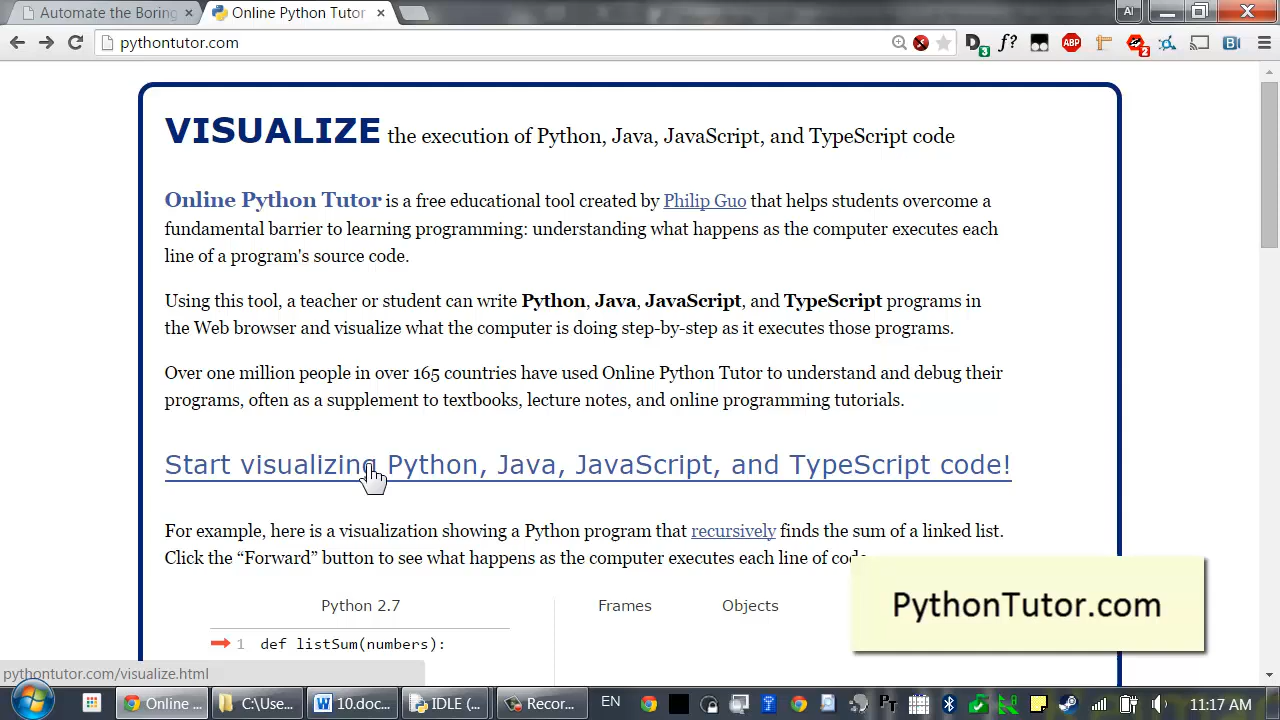 Automate the Boring
Online Python Tutor
Ai
pythontutor.com
3
f?
ABP
2
VISUALIZE the execution of Python, Java, JavaScript, and TypeScript code
Online Python Tutor is a free educational tool created by Philip Guo that helps students overcome a
fundamental barrier to learning programming: understanding what happens as the computer executes each
line of a program's source code.
Using this tool, a teacher or student can write Python, Java, JavaScript, and TypeScript programs in
the Web browser and visualize what the computer is doing step-by-step as it executes those programs.
Over one million people in over 165 countries have used Online Python Tutor to understand and debug their
programs, often as a supplement to textbooks, lecture notes, and online programming tutorials.
Start visualizing Python, Java, JavaScript, and TypeScript code!
For example, here is a visualization showing a Python program that recursively finds the sum of a linked list.
Click the “Forward” button to see what happens as the computer executes each line of code
PythonTutor.com
Python 2.7
Frames
Objects
1 def listSum(numbers):
pythontutor.com/visualize.html
Online ...
C:\Use...
10.doc...
IDLE (...
Recor...
EN
11:17 AM